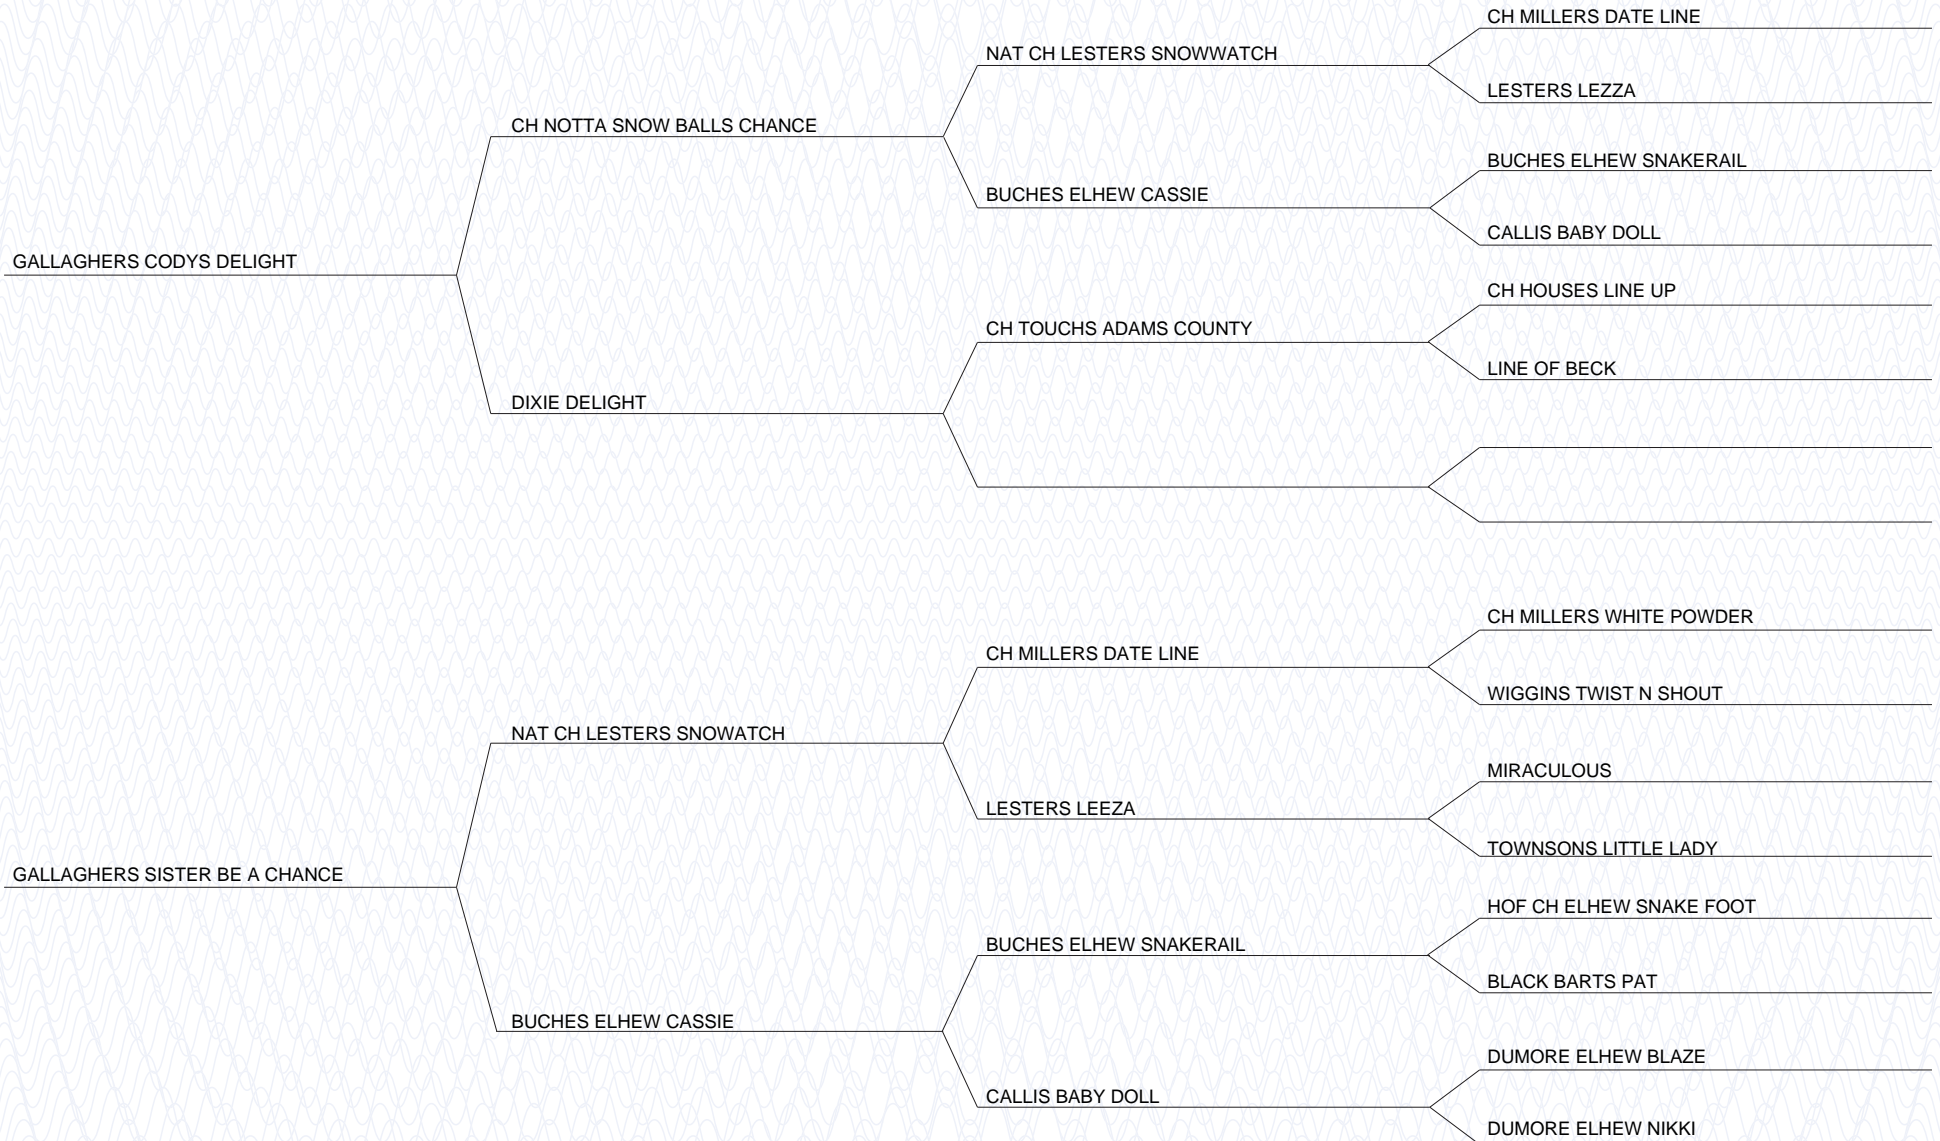 CH MILLERS DATE LINE
NAT CH LESTERS SNOWWATCH
LESTERS LEZZA
CH NOTTA SNOW BALLS CHANCE
BUCHES ELHEW SNAKERAIL
BUCHES ELHEW CASSIE
CALLIS BABY DOLL
GALLAGHERS CODYS DELIGHT
CH HOUSES LINE UP
CH TOUCHS ADAMS COUNTY
LINE OF BECK
DIXIE DELIGHT
CH MILLERS WHITE POWDER
CH MILLERS DATE LINE
WIGGINS TWIST N SHOUT
NAT CH LESTERS SNOWATCH
MIRACULOUS
LESTERS LEEZA
TOWNSONS LITTLE LADY
GALLAGHERS SISTER BE A CHANCE
HOF CH ELHEW SNAKE FOOT
BUCHES ELHEW SNAKERAIL
BLACK BARTS PAT
BUCHES ELHEW CASSIE
DUMORE ELHEW BLAZE
CALLIS BABY DOLL
DUMORE ELHEW NIKKI